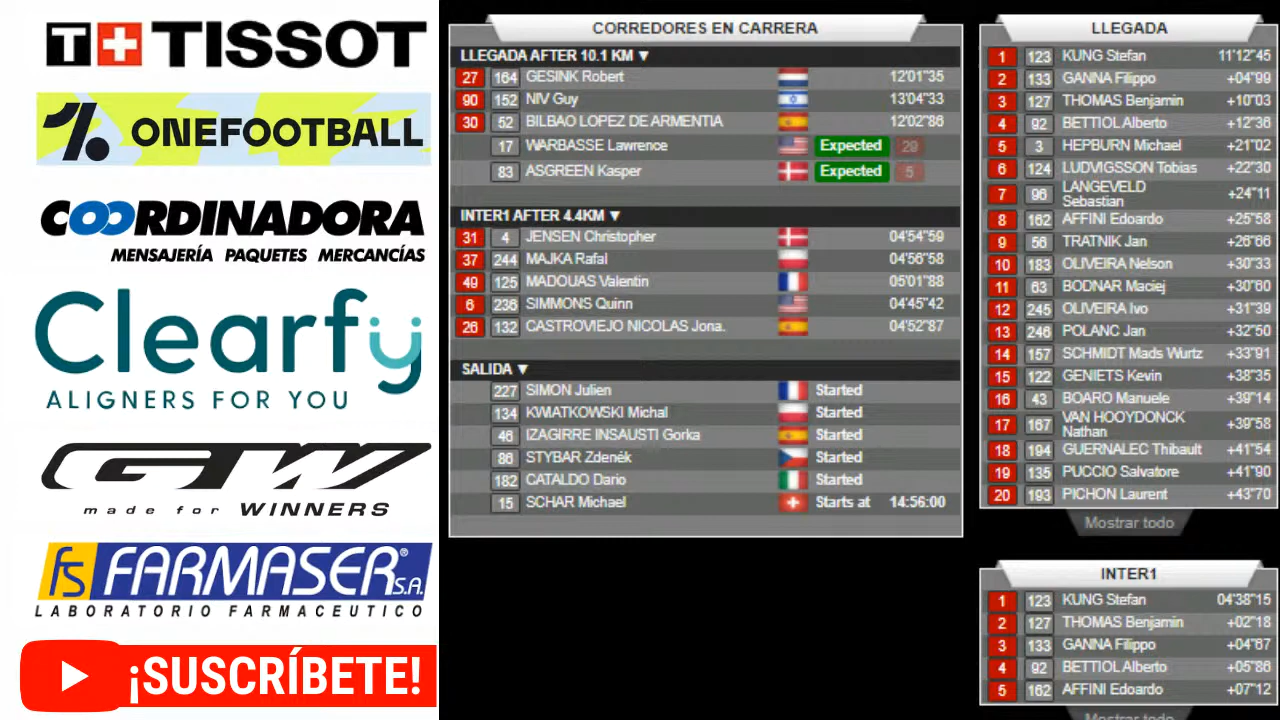 T+ TISSOT
ONEFOOTBALL
COORDINADORA
MENSAJERÍA PAQUETES MERCANCÍAS
Clearfy
ALIGNERS FOR YOU
GW
made for WINNERS
fs FARMASER® S.A.
LABORATORIO FARMACEUTICO
¡SUSCRÍBETE!
CORREDORES EN CARRERA
LLEGADA AFTER 10.1 KM ▼
27 164 GESINK Robert 12'01"35
90 152 NIV Guy 13'04"33
30 52 BILBAO LOPEZ DE ARMENTIA 12'02"86
17 WARBASSE Lawrence Expected 29
83 ASGREEN Kasper Expected 5
INTER1 AFTER 4.4KM ▼
31 4 JENSEN Christopher 04'54"59
37 244 MAJKA Rafal 04'56"58
49 125 MADOUAS Valentin 05'01"88
6 236 SIMMONS Quinn 04'45"42
26 132 CASTROVIEJO NICOLAS Jona. 04'52"87
SALIDA ▼
227 SIMON Julien Started
134 KWIATKOWSKI Michal Started
46 IZAGIRRE INSAUSTI Gorka Started
86 STYBAR Zdeněk Started
182 CATALDO Dario Started
15 SCHAR Michael Starts at 14:56:00
LLEGADA
1 123 KUNG Stefan 11'12"45
2 133 GANNA Filippo +04"99
3 127 THOMAS Benjamin +10"03
4 92 BETTIOL Alberto +12"36
5 3 HEPBURN Michael +21"02
6 124 LUDVIGSSON Tobias +22"30
7 96 LANGEVELD Sebastian +24"11
8 162 AFFINI Edoardo +25"58
9 56 TRATNIK Jan +26"66
10 183 OLIVEIRA Nelson +30"33
11 63 BODNAR Maciej +30"60
12 245 OLIVEIRA Ivo +31"39
13 246 POLANC Jan +32"50
14 157 SCHMIDT Mads Wurtz +33"91
15 122 GENIETS Kevin +38"35
16 43 BOARO Manuele +39"14
17 167 VAN HOOYDONCK Nathan +39"58
18 194 GUERNALEC Thibault +41"54
19 135 PUCCIO Salvatore +41"90
20 193 PICHON Laurent +43"70
Mostrar todo
INTER1
1 123 KUNG Stefan 04'38"15
2 127 THOMAS Benjamin +02"18
3 133 GANNA Filippo +04"67
4 92 BETTIOL Alberto +05"86
5 162 AFFINI Edoardo +07"12
Mostrar todo